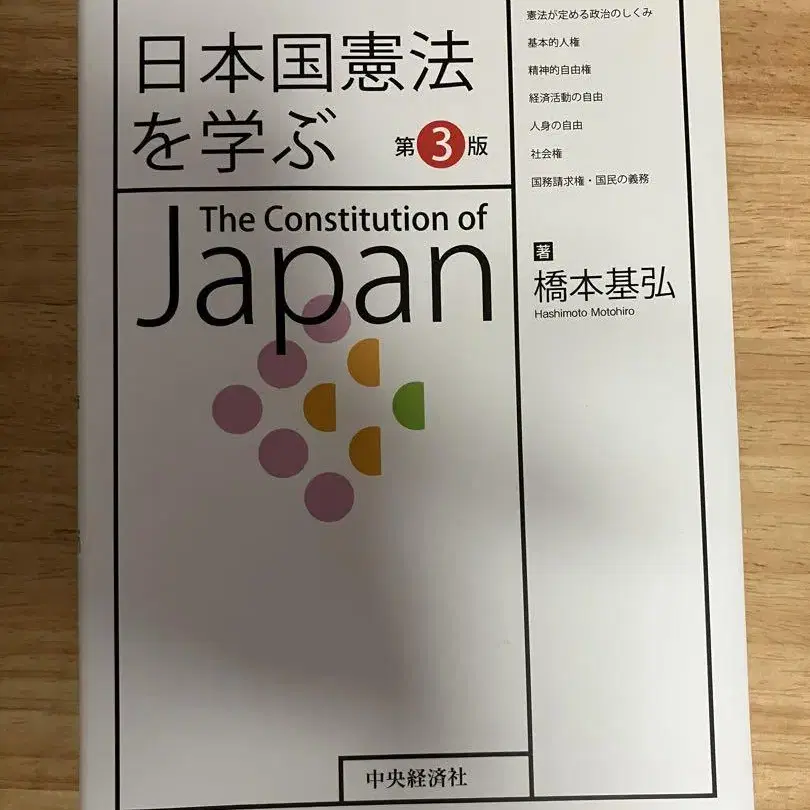 日本国憲法
を学ぶ
第3版
The Constitution of
Japan
憲法が定める政治のしくみ
基本的人権
精神的自由権
経済活動の自由
人身の自由
社会権
国務請求権・国民の義務
著
橋本基弘
Hashimoto Motohiro
中央経済社